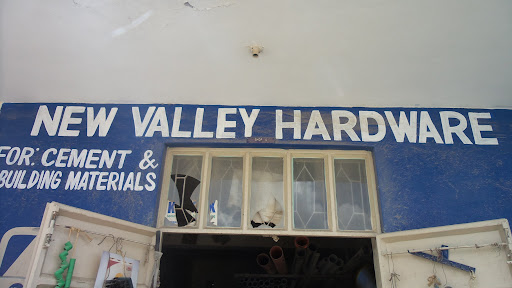 NEW VALLEY HARDWARE
FOR: CEMENT &
BUILDING MATERIALS